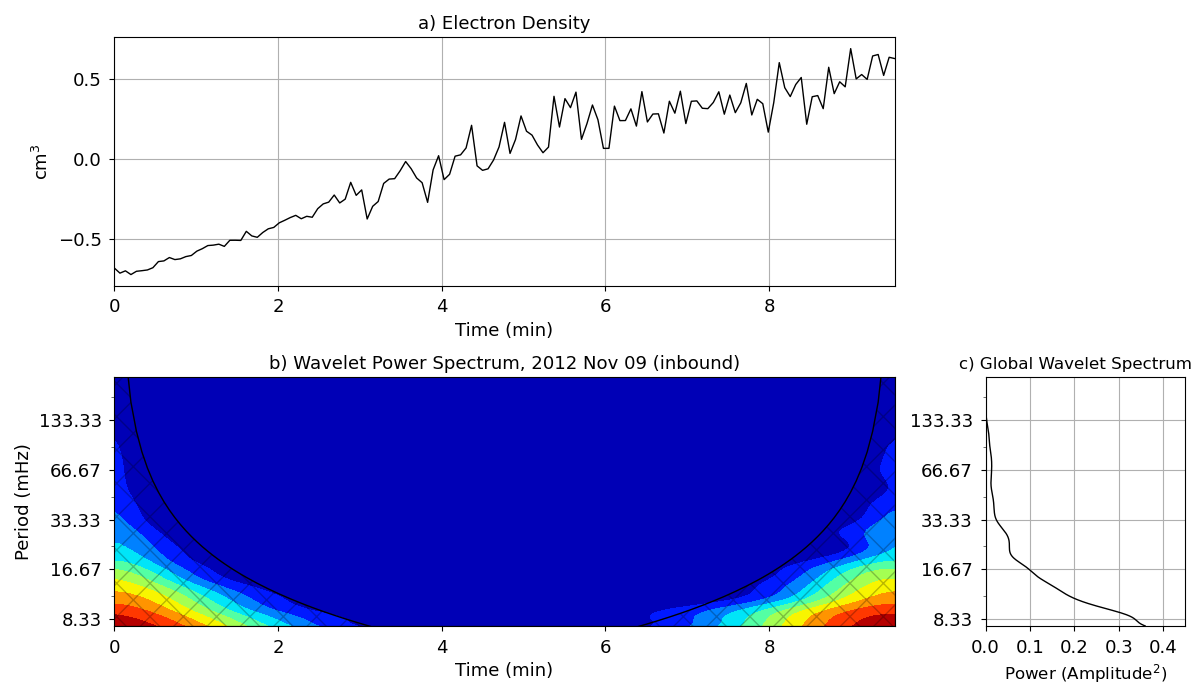 a) Electron Density
0.5
0.0
−0.5
cm³
0 2 4 6 8
Time (min)
b) Wavelet Power Spectrum, 2012 Nov 09 (inbound)
133.33
66.67
33.33
16.67
8.33
Period (mHz)
0 2 4 6 8
Time (min)
c) Global Wavelet Spectrum
133.33
66.67
33.33
16.67
8.33
0.0 0.1 0.2 0.3 0.4
Power (Amplitude²)